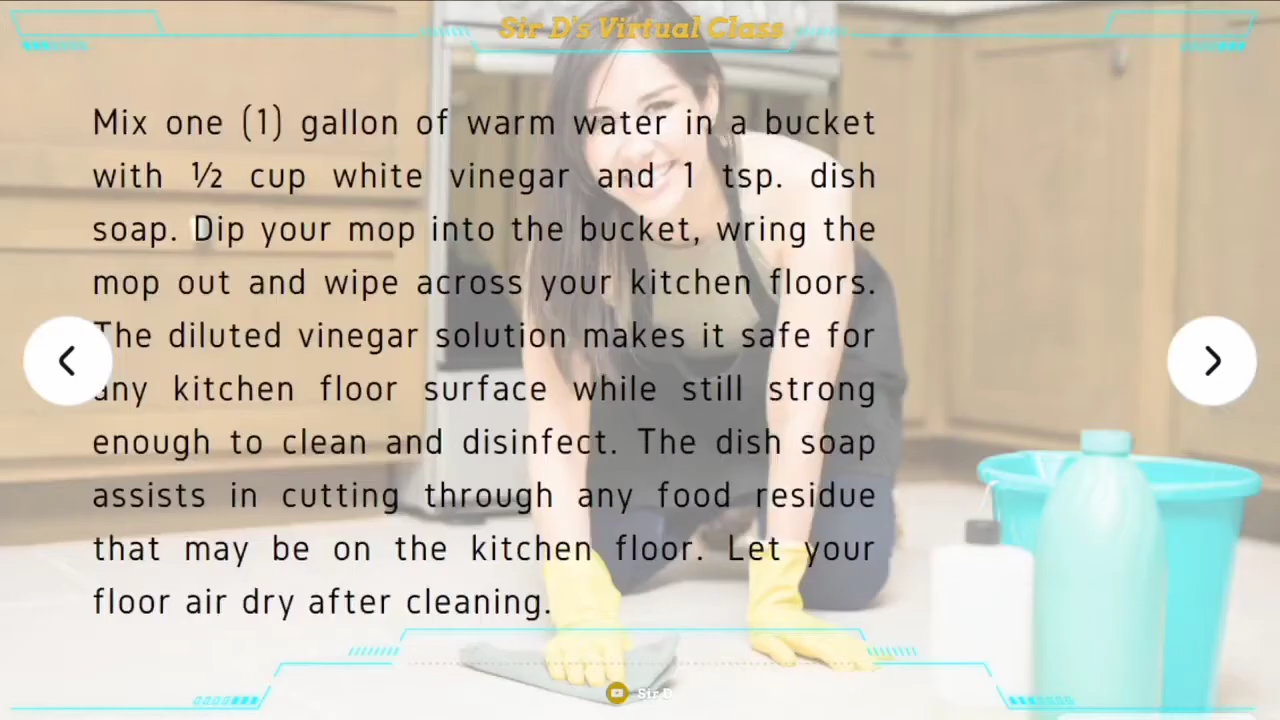 Sir D's Virtual Class
Mix one (1) gallon of warm water in a bucket
with ½ cup white vinegar and 1 tsp. dish
soap. Dip your mop into the bucket, wring the
mop out and wipe across your kitchen floors.
The diluted vinegar solution makes it safe for
any kitchen floor surface while still strong
enough to clean and disinfect. The dish soap
assists in cutting through any food residue
that may be on the kitchen floor. Let your
floor air dry after cleaning.
Sir D